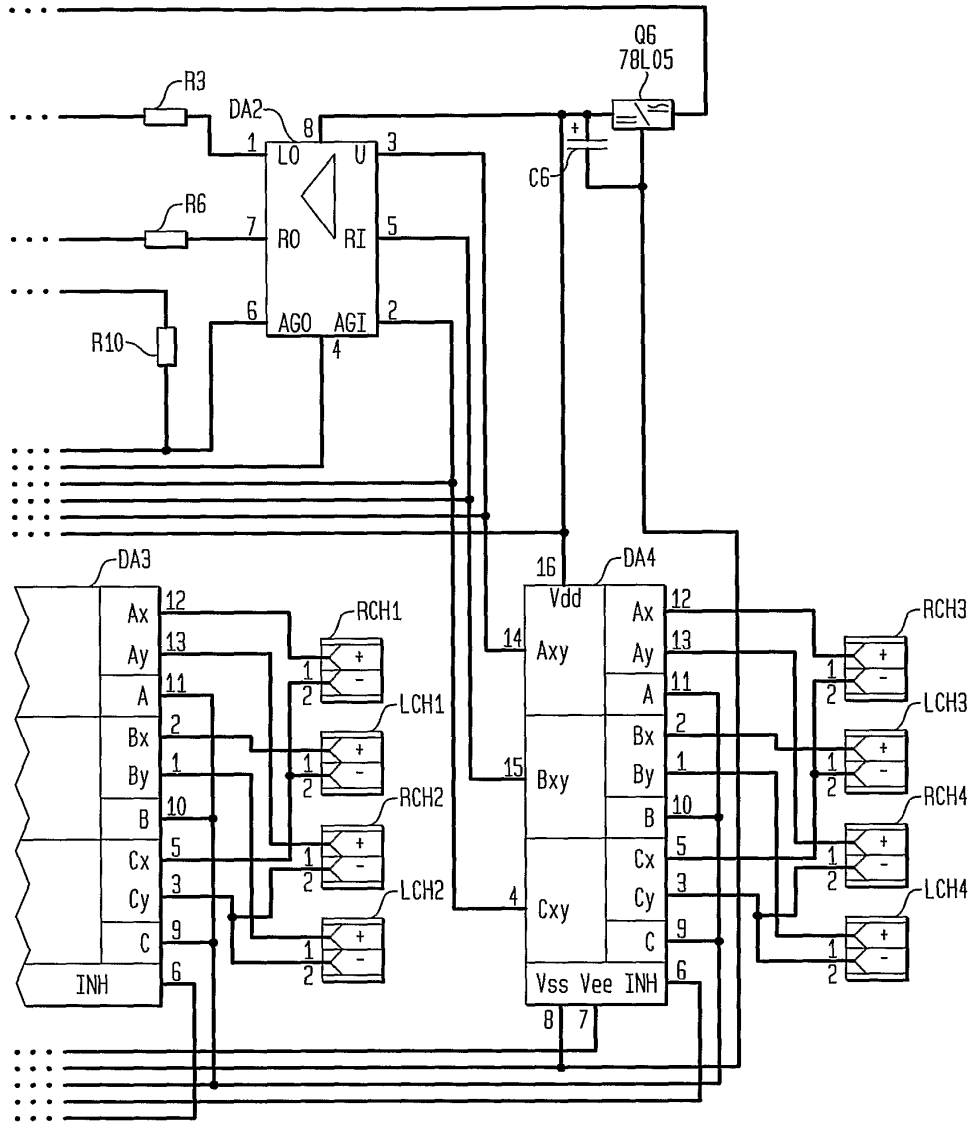 Q6
78L05
R3
DA2
8
1
LO
U
3
+
C6
R6
7
RO
RI
5
6
AGO
AGI
2
R10
4
DA3
16
DA4
Vdd
Ax
12
RCH1
Ay
13
+
1
-
2
A
11
LCH1
Bx
2
+
By
1
1
-
2
B
10
RCH2
Cx
5
+
1
-
2
Cy
3
LCH2
C
9
+
1
-
2
INH
6
14
Axy
Ax
12
RCH3
Ay
13
+
1
-
2
A
11
LCH3
15
Bxy
Bx
2
+
By
1
1
-
2
B
10
RCH4
Cx
5
+
1
-
2
4
Cxy
Cy
3
LCH4
C
9
+
1
-
2
Vss
Vee
INH
6
8
7